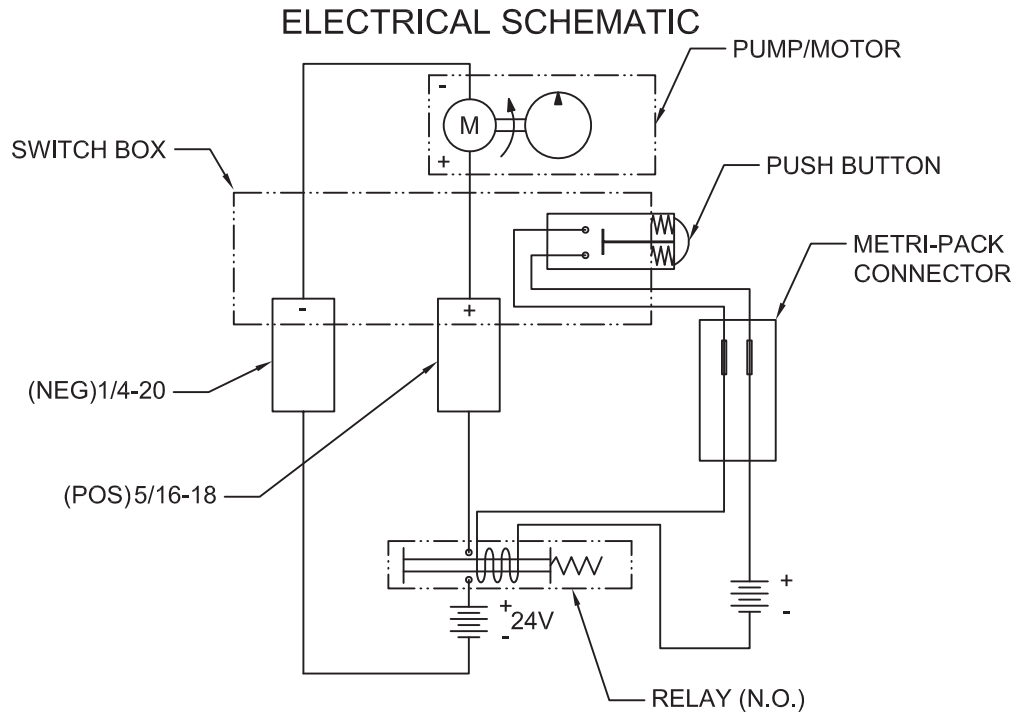 ELECTRICAL SCHEMATIC
PUMP/MOTOR
-
M
+
SWITCH BOX
PUSH BUTTON
METRI-PACK
CONNECTOR
-
+
(NEG)1/4-20
(POS)5/16-18
+
24V
-
+
-
RELAY (N.O.)